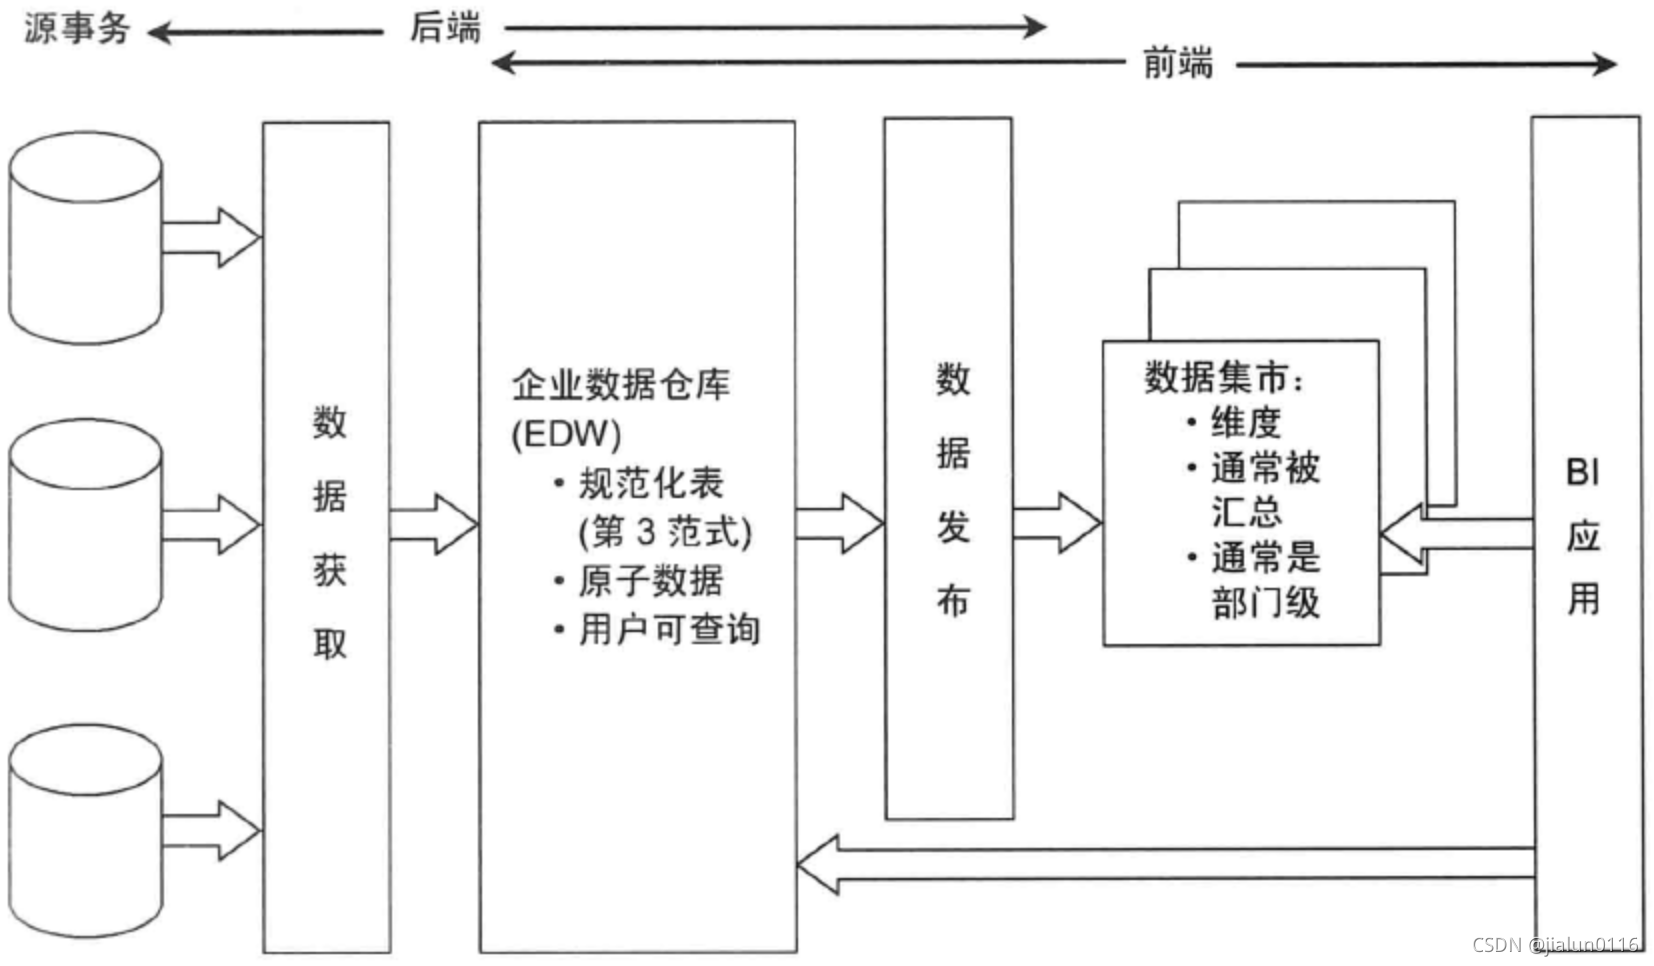 源事务
后端
前端
数据获取
企业数据仓库
(EDW)
• 规范化表
(第 3 范式)
• 原子数据
• 用户可查询
数据发布
数据集市：
• 维度
• 通常被
汇总
• 通常是
部门级
BI应用
CSDN @jialun0116